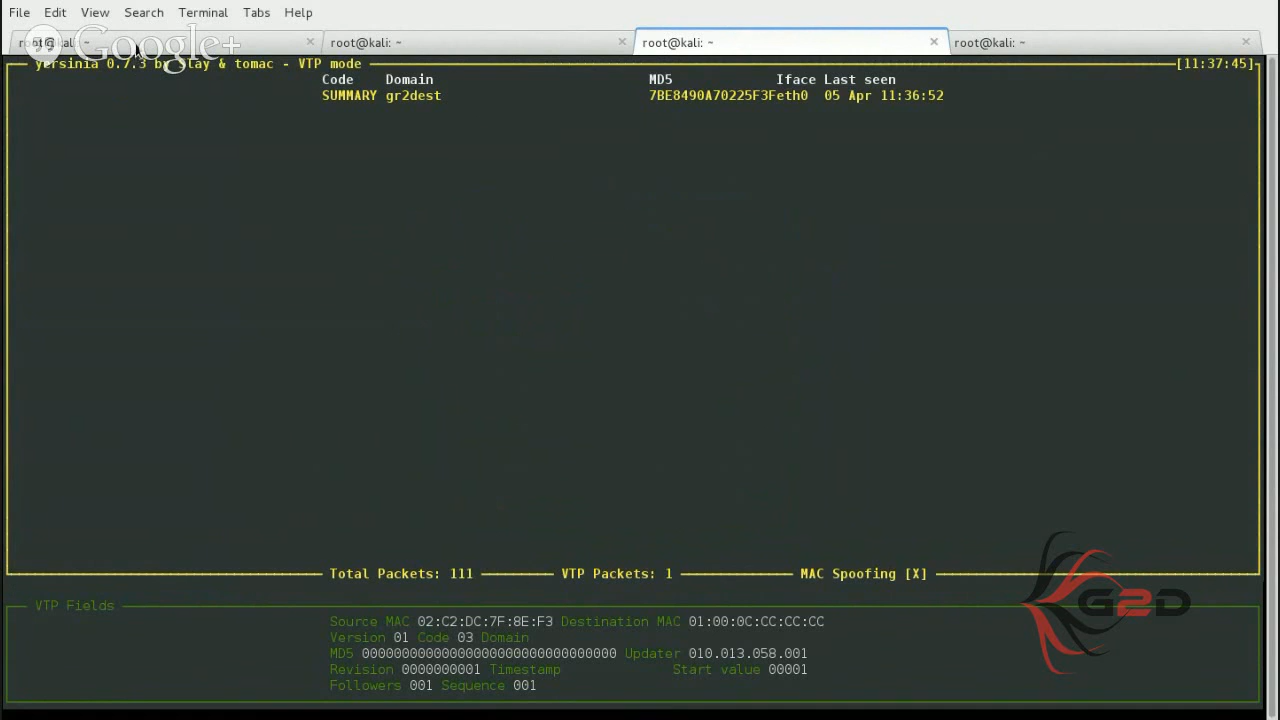 File Edit View Search Terminal Tabs Help
root@kali: ~ root@kali: ~ root@kali: ~
Google+
yersinia 0.7.3 by slay & tomac - VTP mode [11:37:45]
Code Domain MD5 Iface Last seen
SUMMARY gr2dest 7BE8490A70225F3Feth0 05 Apr 11:36:52
Total Packets: 111 VTP Packets: 1 MAC Spoofing [X]
VTP Fields
G2D
Source MAC 02:C2:DC:7F:8E:F3 Destination MAC 01:00:0C:CC:CC:CC
Version 01 Code 03 Domain
MD5 00000000000000000000000000000000 Updater 010.013.058.001
Revision 0000000001 Timestamp Start value 00001
Followers 001 Sequence 001